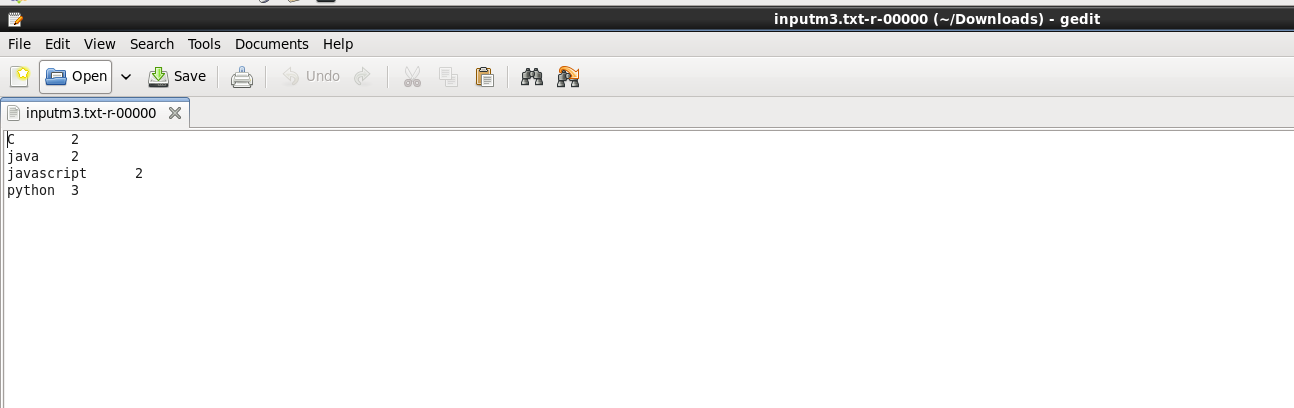 inputm3.txt-r-00000 (~/Downloads) - gedit
File Edit View Search Tools Documents Help
Open Save Undo
inputm3.txt-r-00000
C 2
java 2
javascript 2
python 3